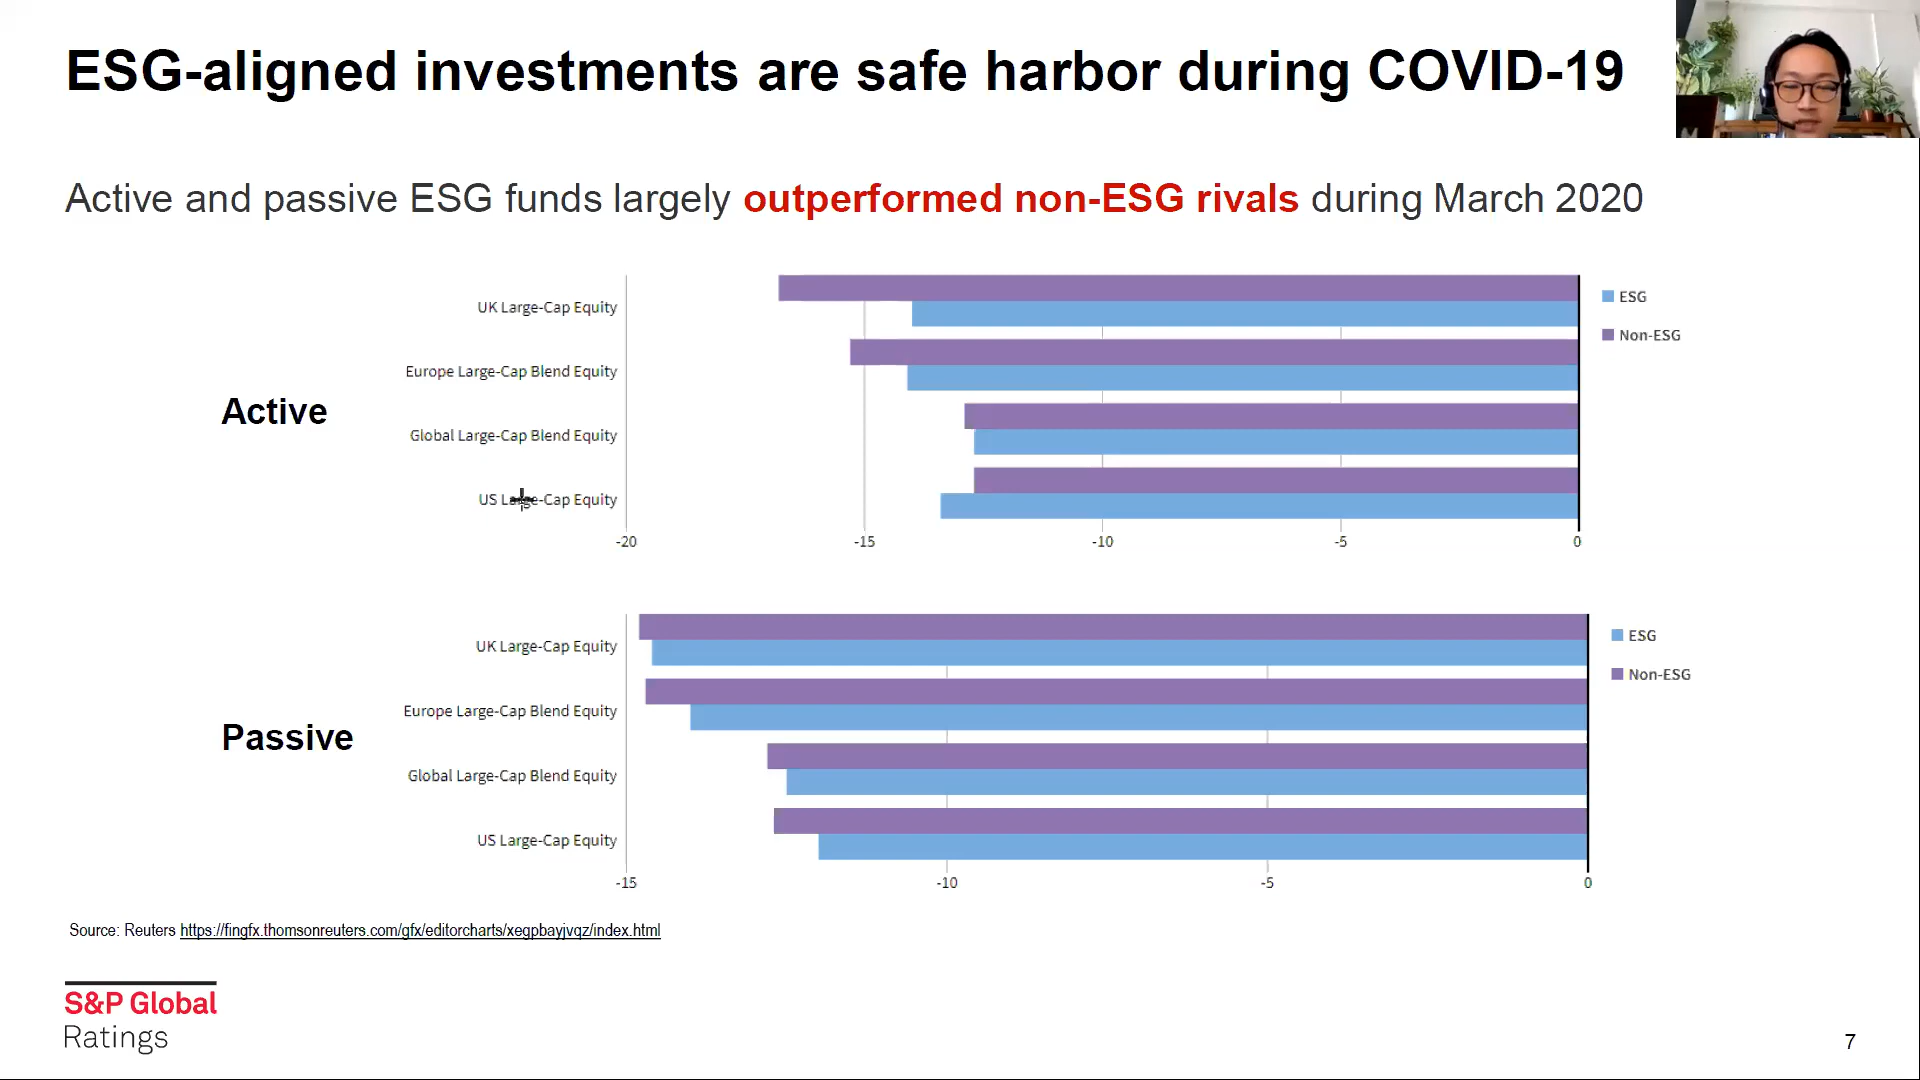 ESG-aligned investments are safe harbor during COVID-19
Active and passive ESG funds largely outperformed non-ESG rivals during March 2020
Active
UK Large-Cap Equity
Europe Large-Cap Blend Equity
Global Large-Cap Blend Equity
US Large-Cap Equity
-20 -15 -10 -5 0
ESG
Non-ESG
Passive
UK Large-Cap Equity
Europe Large-Cap Blend Equity
Global Large-Cap Blend Equity
US Large-Cap Equity
-15 -10 -5 0
ESG
Non-ESG
Source: Reuters https://fingfx.thomsonreuters.com/gfx/editorcharts/xegpbayjvqz/index.html
S&P Global
Ratings
7